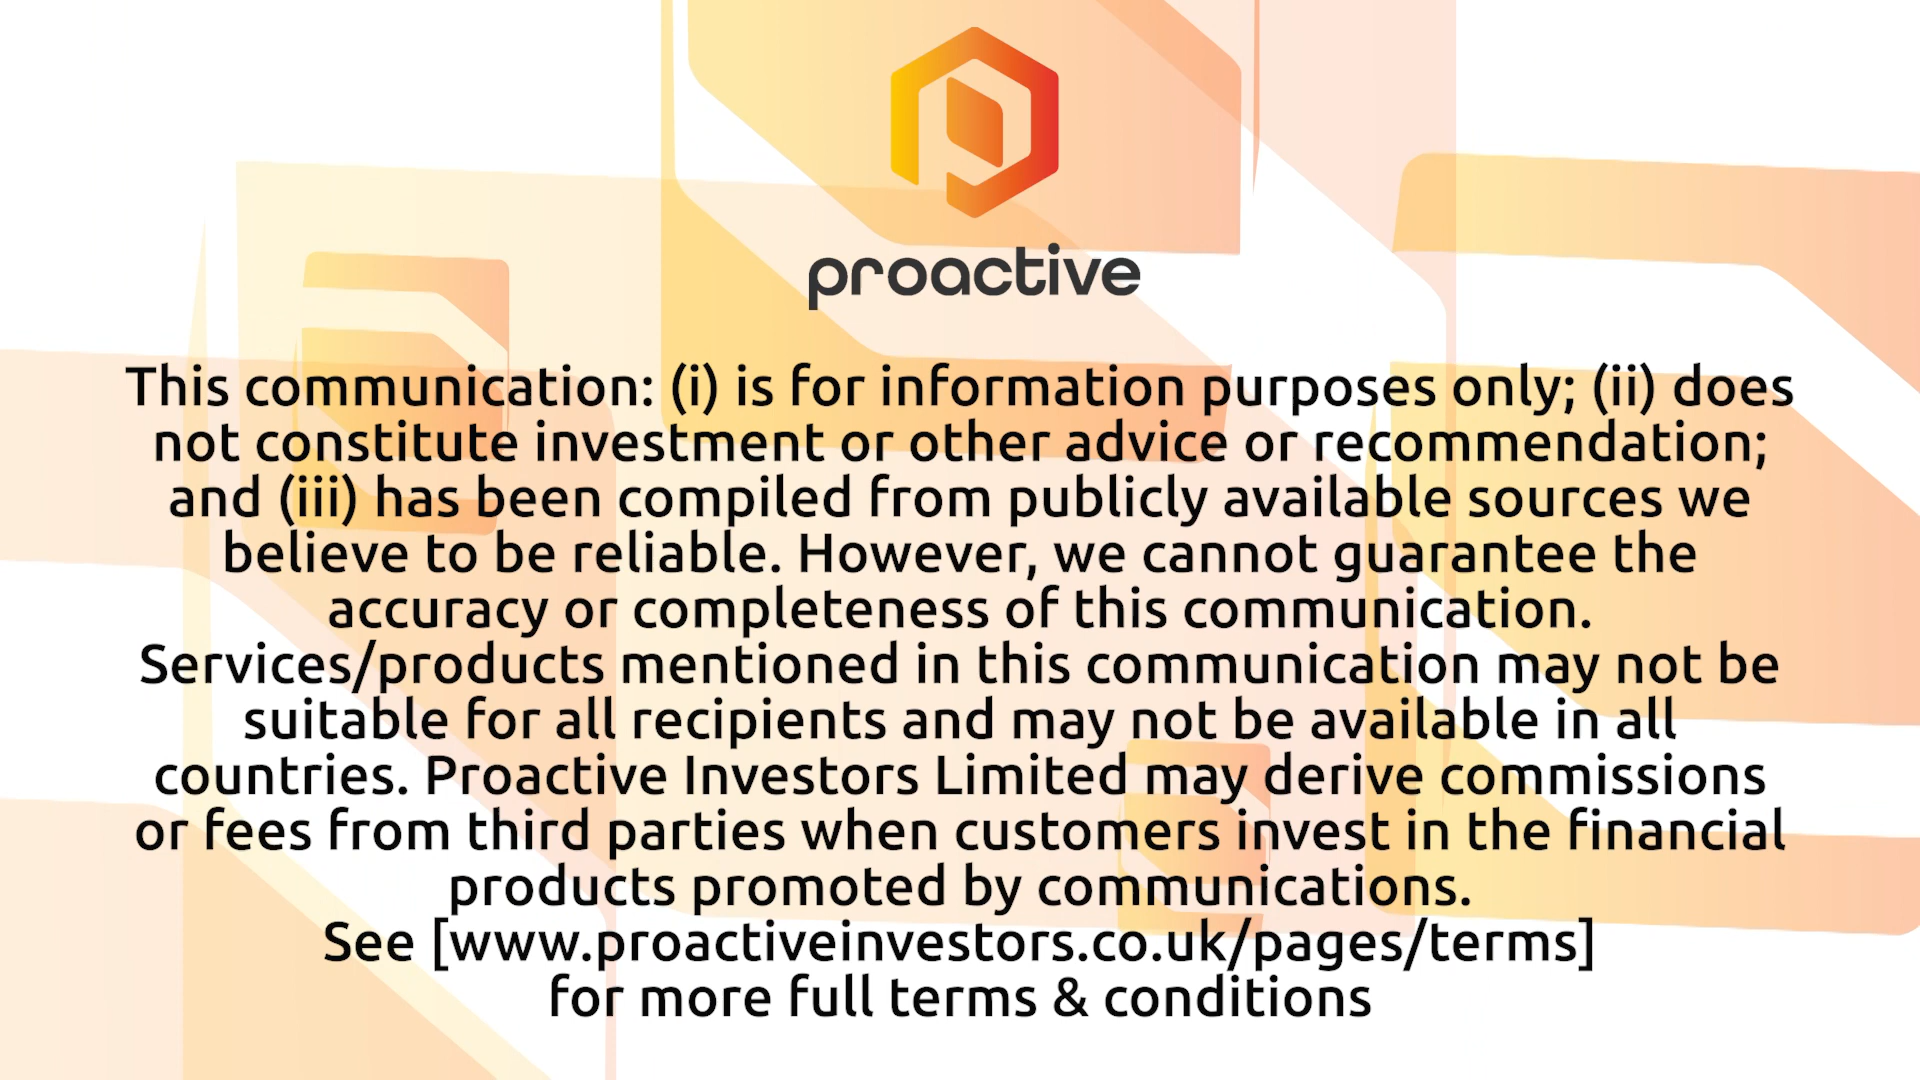 proactive
This communication: (i) is for information purposes only; (ii) does
not constitute investment or other advice or recommendation;
and (iii) has been compiled from publicly available sources we
believe to be reliable. However, we cannot guarantee the
accuracy or completeness of this communication.
Services/products mentioned in this communication may not be
suitable for all recipients and may not be available in all
countries. Proactive Investors Limited may derive commissions
or fees from third parties when customers invest in the financial
products promoted by communications.
See [www.proactiveinvestors.co.uk/pages/terms]
for more full terms & conditions